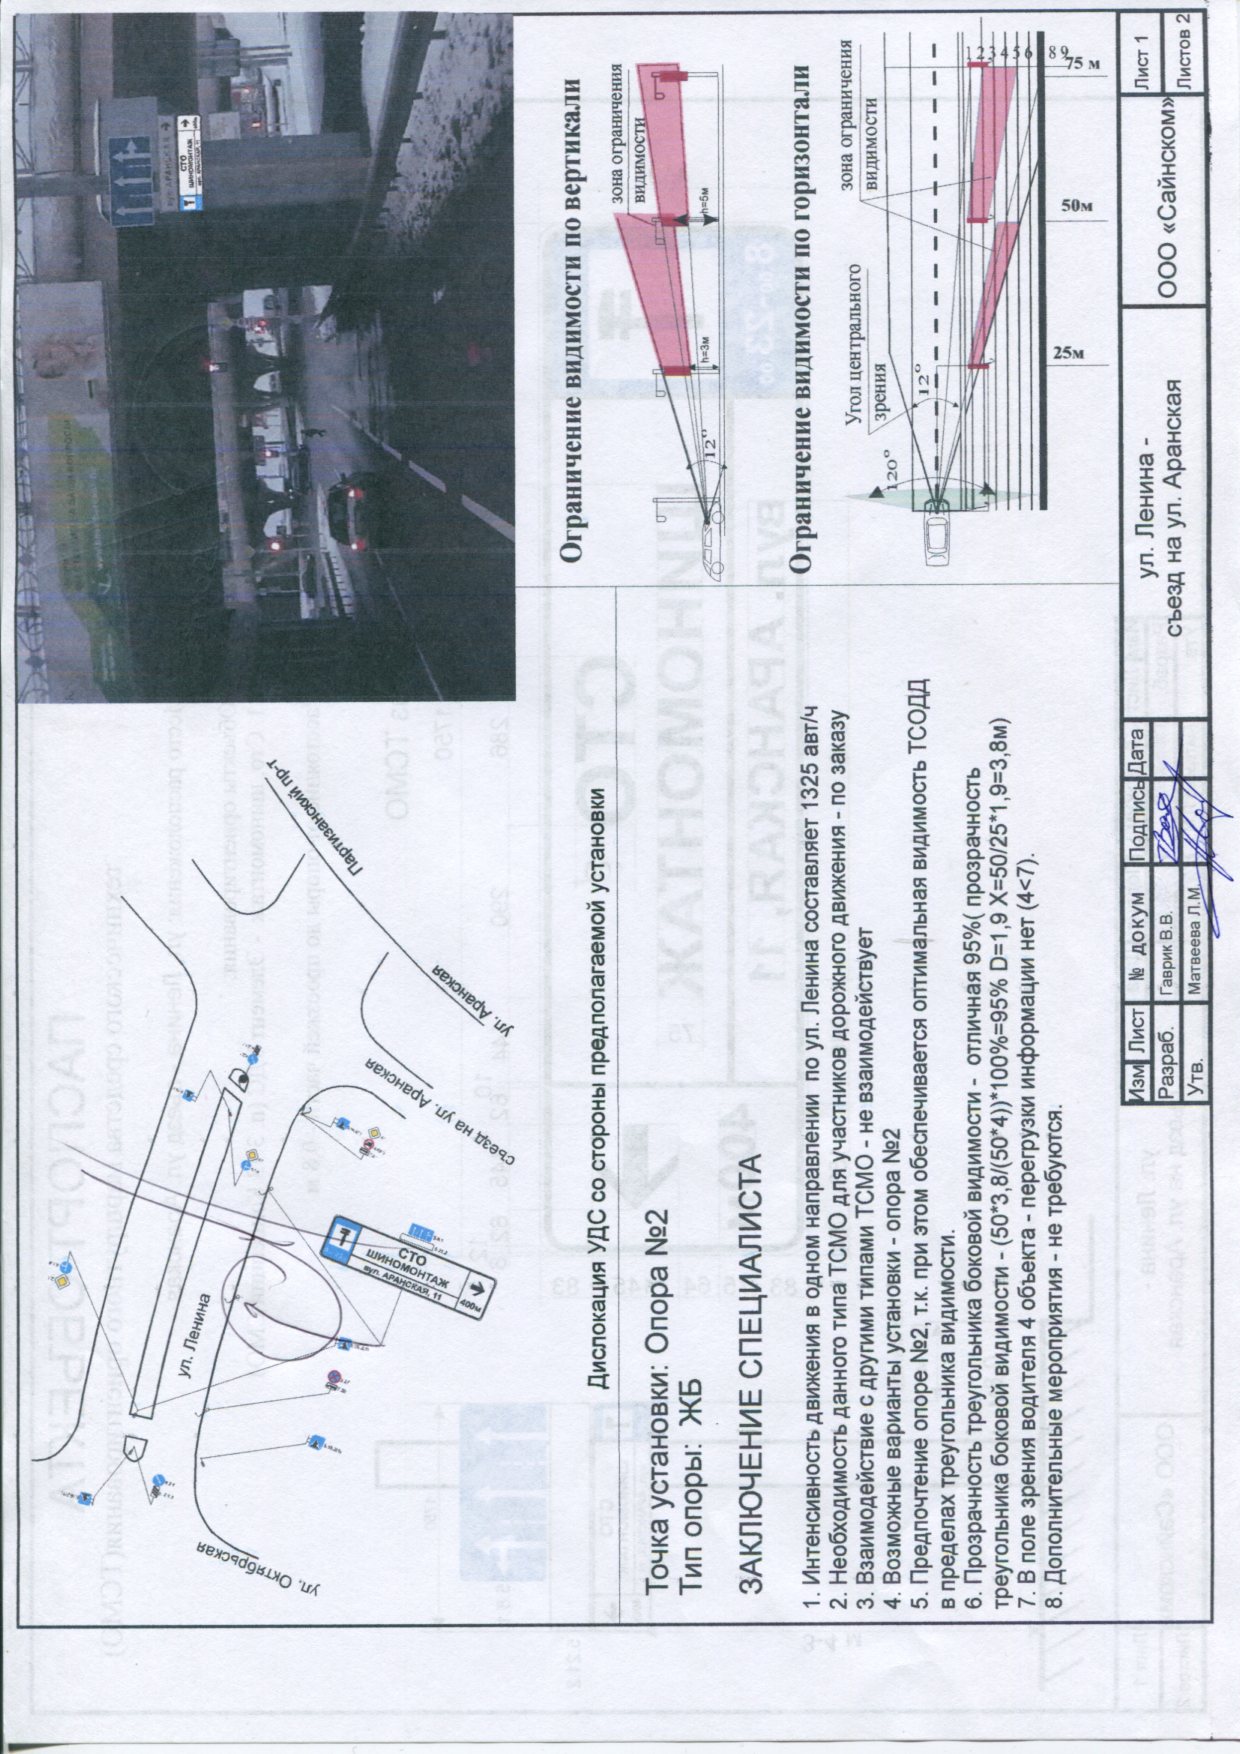 Партизанский пр-т
ул. Аранская
съезд на ул. Аранская
ул. Ленина
ул. Октябрьская
СТО
ШИНОМОНТАЖ
вул. АРАНСКАЯ, 11
400м
СТО
ШИНОМОНТАЖ
вул. АРАНСКАЯ, 11
Дислокация УДС со стороны предполагаемой установки
Ограничение видимости по вертикали
зона ограничения
видимости
h=3м
h=5м
12°
Ограничение видимости по горизонтали
Угол центрального
зрения
зона ограничения
видимости
120°
12°
1 2 3 4 5 6 8 9
25м
50м
75 м
Точка установки: Опора №2
Тип опоры: ЖБ
ЗАКЛЮЧЕНИЕ СПЕЦИАЛИСТА
1. Интенсивность движения в одном направлении по ул. Ленина составляет 1325 авт/ч
2. Необходимость данного типа ТСМО для участников дорожного движения - по заказу
3. Взаимодействие с другими типами ТСМО - не взаимодействует
4. Возможные варианты установки - опора №2
5. Предпочтение опоре №2, т.к. при этом обеспечивается оптимальная видимость ТСОДД
в пределах треугольника видимости.
6. Прозрачность треугольника боковой видимости - отличная 95%( прозрачность
треугольника боковой видимости - (50*3,8/(50*4))*100%=95% D=1,9 X=50/25*1,9=3,8м)
7. В поле зрения водителя 4 объекта - перегрузки информации нет (4<7).
8. Дополнительные мероприятия - не требуются.
Изм Лист № докум Подпись Дата
Разраб. Гаврик В.В.
Утв. Матвеева Л.М.
ул. Ленина -
съезд на ул. Аранская
ООО «Сайнском»
Лист 1
Листов 2